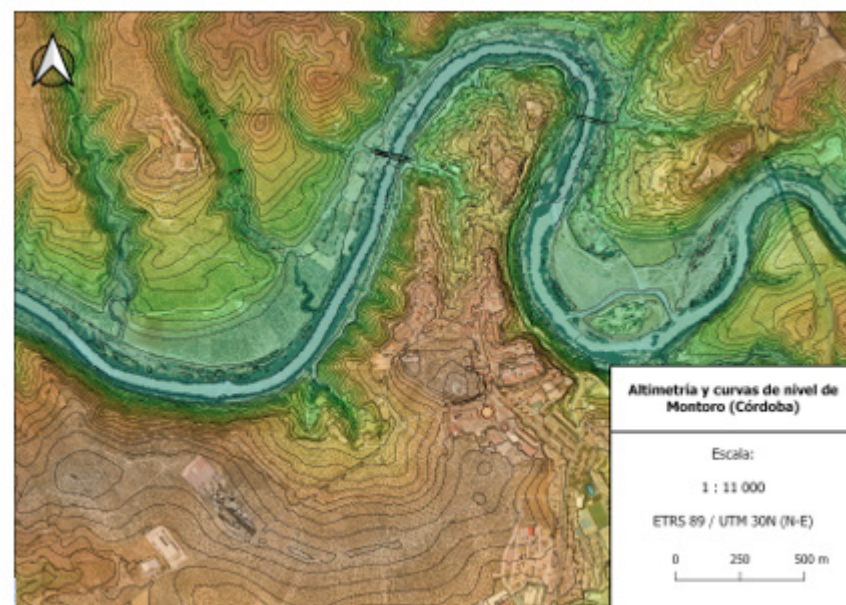 Altimetría y curvas de nivel de
Montoro (Córdoba)
Escala:
1 : 11 000
ETRS 89 / UTM 30N (N-E)
0 250 500 m